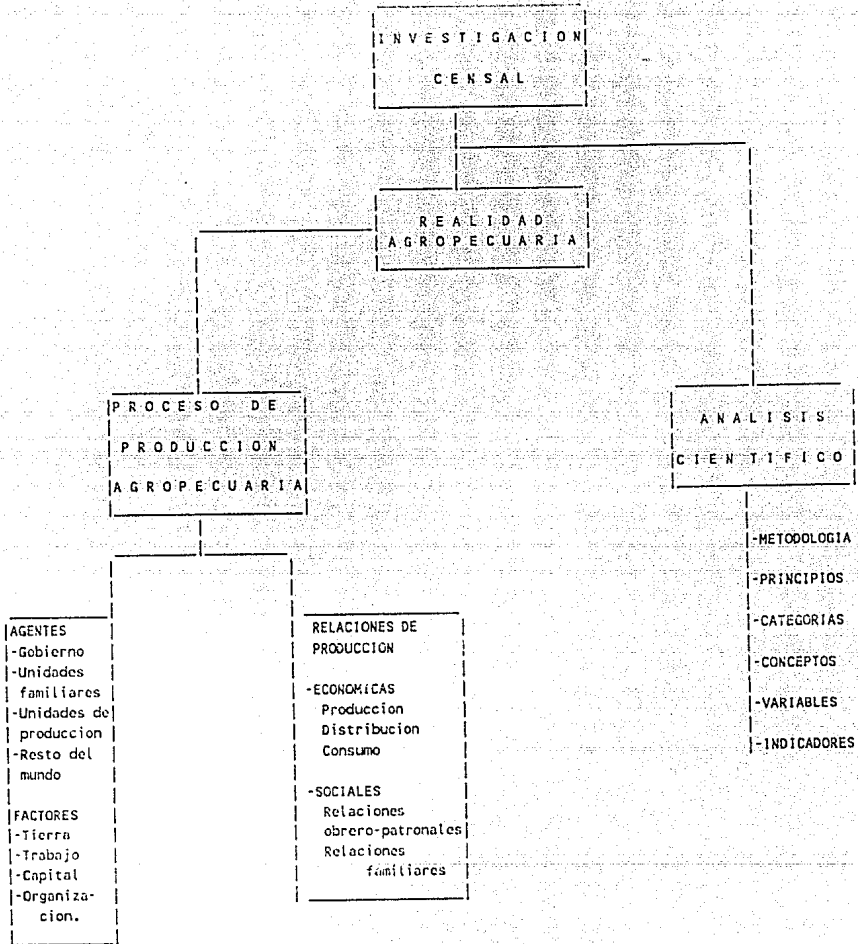 INVESTIGACION
CENSAL
REALIDAD
AGROPECUARIA
PROCESO DE
PRODUCCION
AGROPECUARIA
ANALISIS
CIENTIFICO
-METODOLOGIA
-PRINCIPIOS
-CATEGORIAS
-CONCEPTOS
-VARIABLES
-INDICADORES
AGENTES
-Gobierno
-Unidades
familiares
-Unidades de
produccion
-Resto del
mundo
FACTORES
-Tierra
-Trabajo
-Capital
-Organiza-
cion.
RELACIONES DE
PRODUCCION
-ECONOMICAS
Produccion
Distribucion
Consumo
-SOCIALES
Relaciones
obrero-patronales
Relaciones
familiares